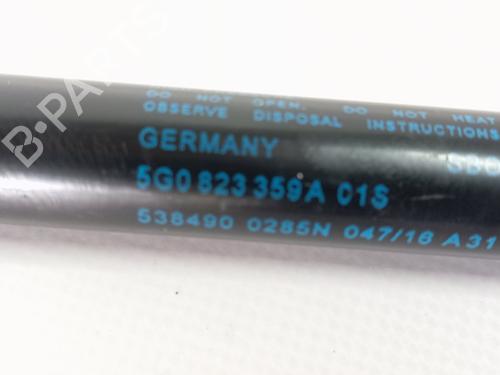 DO NOT OPEN. DO NOT HEAT
OBSERVE DISPOSAL INSTRUCTIONS
GERMANY
5G0 823 359A 01S
538490 0285N 047/16 A31
B-Parts